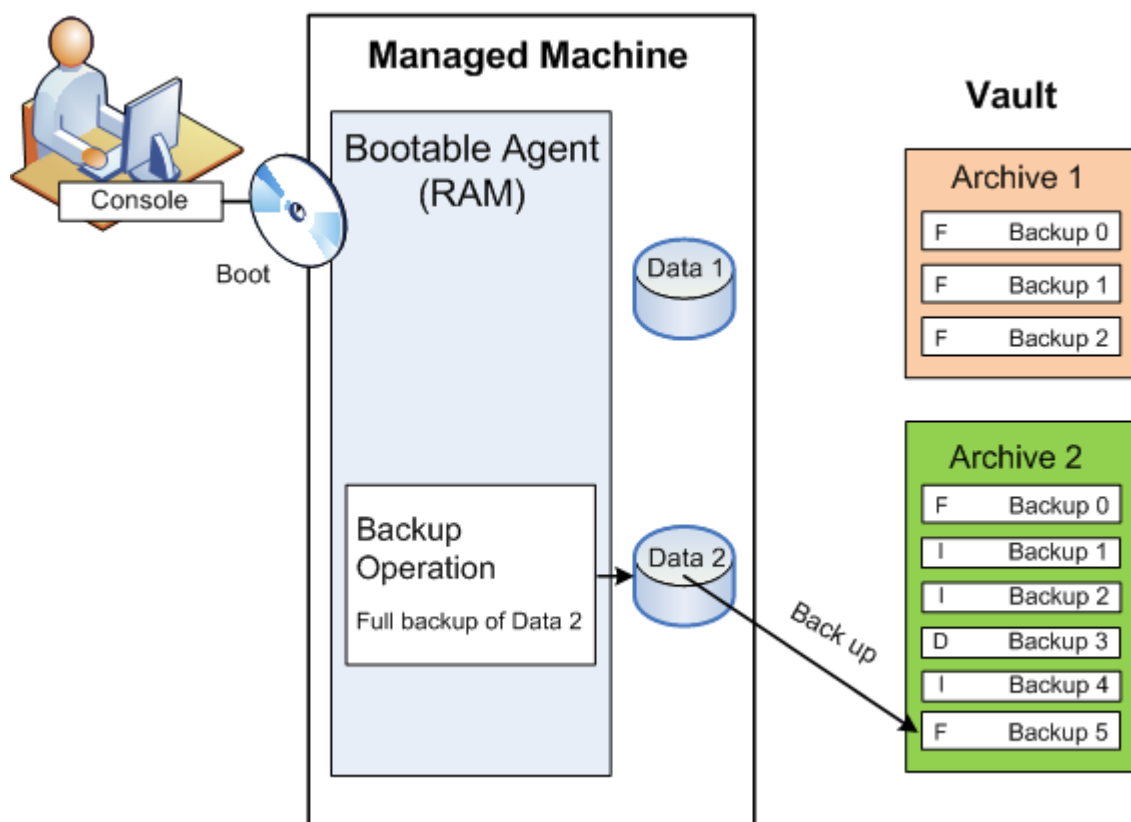 Managed Machine
Bootable Agent
(RAM)
Console
Boot
Data 1
Backup
Operation
Full backup of Data 2
Data 2
Back up
Vault
Archive 1
F Backup 0
F Backup 1
F Backup 2
Archive 2
F Backup 0
I Backup 1
I Backup 2
D Backup 3
I Backup 4
F Backup 5